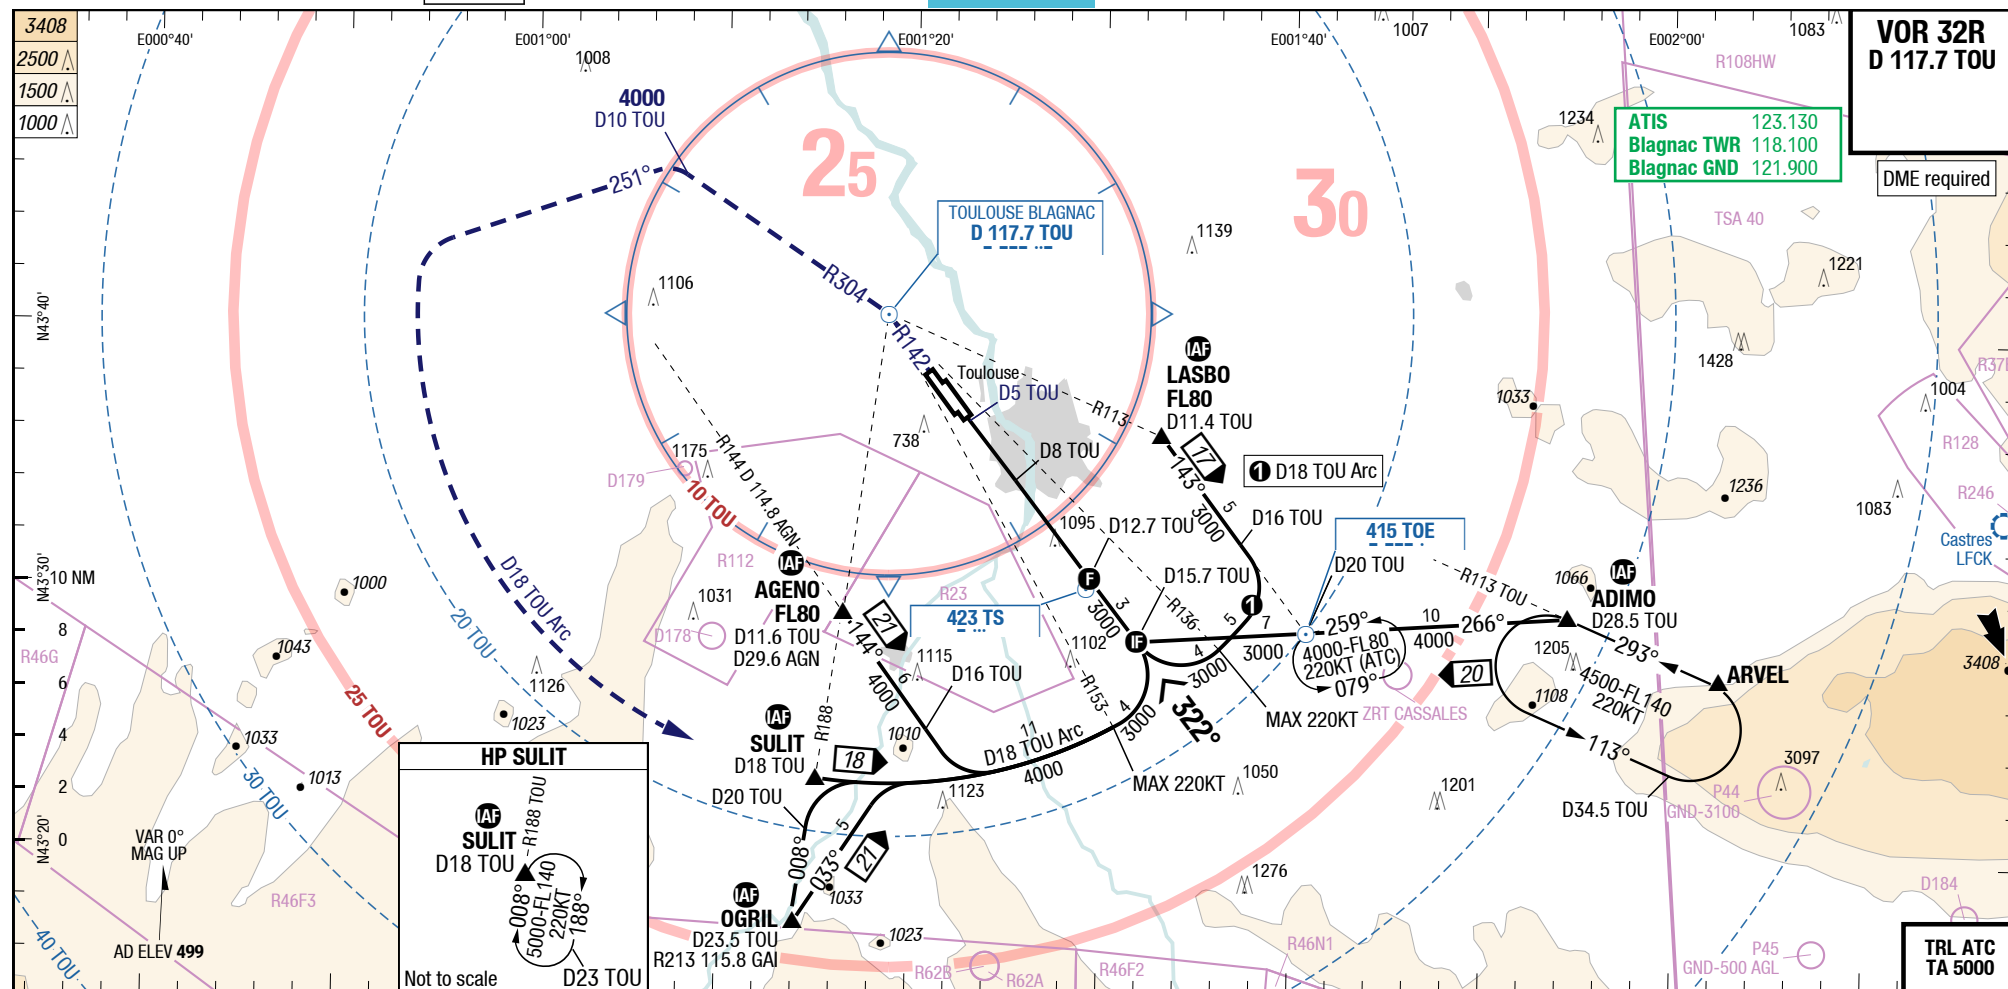 3408
2500
1500
1000
E000°40'
E001°00'
E001°20'
E001°40'
E002°00'
1008
1007
1083
VOR 32R
D 117.7 TOU
R108HW
4000
D10 TOU
25
30
1234
ATIS 123.130
Blagnac TWR 118.100
Blagnac GND 121.900
DME required
251°
TOULOUSE BLAGNAC
D 117.7 TOU
TSA 40
1139
1221
1106
R304
N43°40'
R142
IAF
LASBO
FL80
D11.4 TOU
1428
R37
1004
Toulouse
D5 TOU
R113
1033
738
D8 TOU
17
143°
1 D18 TOU Arc
R128
1175
D179
R144 D 114.8 AGN
10 TOU
5
3000
D16 TOU
1236
R246
1083
1095
D12.7 TOU
415 TOE
Castres
LFCK
N43°30'
10 NM
D18 TOU Arc
R112
IAF
AGENO
FL80
D11.6 TOU
D29.6 AGN
F
D15.7 TOU
D20 TOU
R113 TOU
1066
IAF
ADIMO
D28.5 TOU
1000
1031
R23
423 TS
3
3000
R136
1
5
7
3000
259°
4000-FL80
220KT (ATC)
079°
10
4000
266°
8
20 TOU
D178
21
144°
6
4000
1115
1102
IF
4
3000
1205
293°
ARVEL
3408
R46G
1043
1126
D16 TOU
R153
20
4500-FL140
220KT
6
25 TOU
1023
R188
1010
4
3000
322°
MAX 220KT
ZRT CASSALES
1108
113°
4
1033
IAF
SULIT
D18 TOU
18
11
D18 TOU Arc
4000
MAX 220KT
1050
1201
3097
P44
GND-3100
HP SULIT
2
1013
30 TOU
D20 TOU
1123
D34.5 TOU
R188 TOU
IAF
SULIT
D18 TOU
0
N43°20'
VAR 0°
MAG UP
008°
5
033°
21
008°
5000-FL140
220KT
188°
1033
1276
D184
R46F3
IAF
OGRIL
D23.5 TOU
R213 115.8 GAI
1023
40 TOU
AD ELEV 499
R46N1
P45
GND-500 AGL
TRL ATC
TA 5000
Not to scale
D23 TOU
R62B
R62A
R46F2